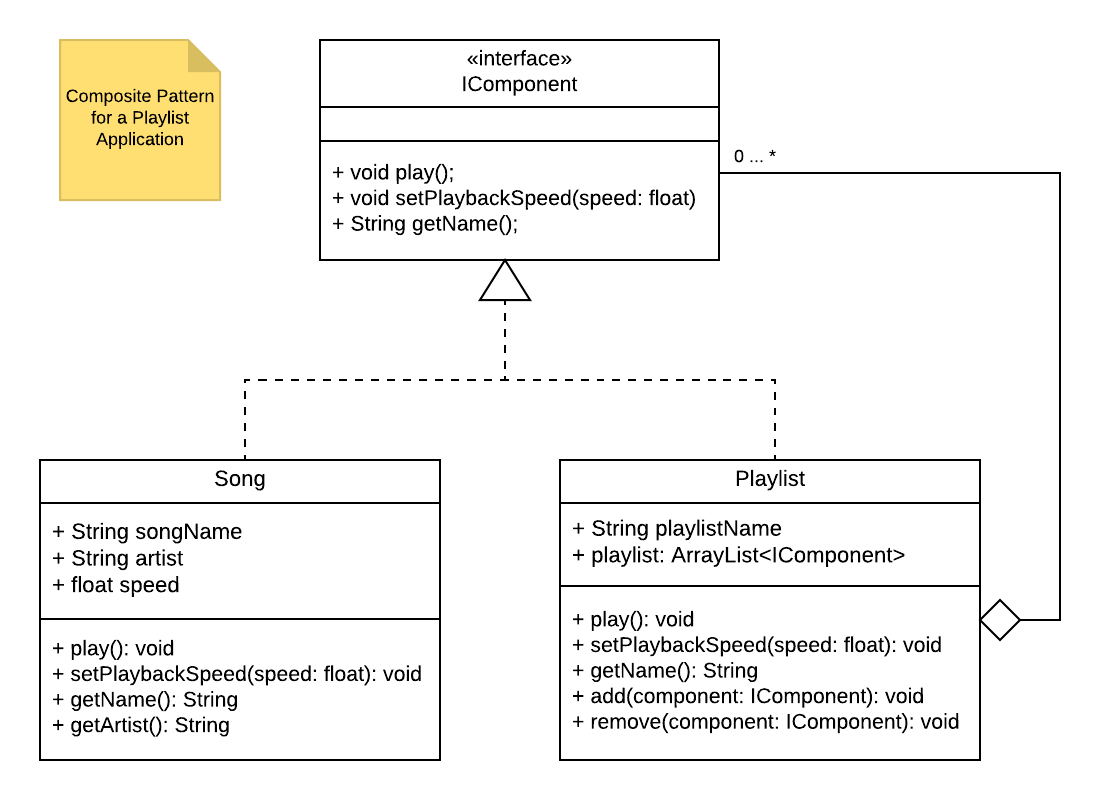 Composite Pattern
for a Playlist
Application
«interface»
IComponent
+ void play();
+ void setPlaybackSpeed(speed: float)
+ String getName();
0 ... *
Song
+ String songName
+ String artist
+ float speed
+ play(): void
+ setPlaybackSpeed(speed: float): void
+ getName(): String
+ getArtist(): String
Playlist
+ String playlistName
+ playlist: ArrayList<IComponent>
+ play(): void
+ setPlaybackSpeed(speed: float): void
+ getName(): String
+ add(component: IComponent): void
+ remove(component: IComponent): void